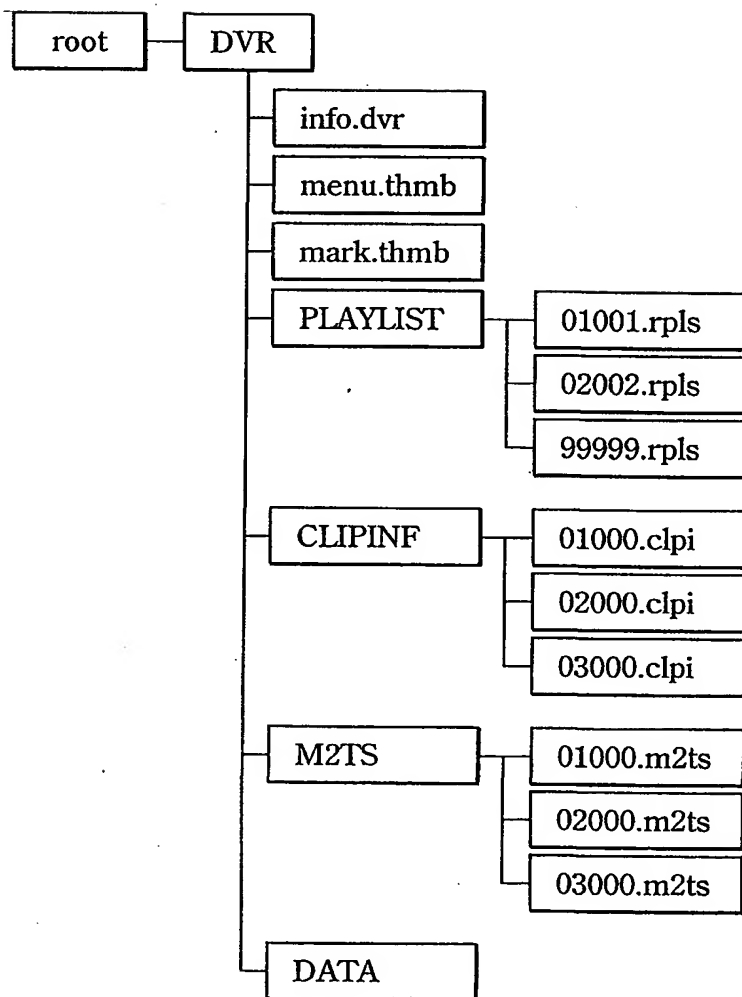 root
DVR
info.dvr
menu.thmb
mark.thmb
PLAYLIST
01001.rpls
02002.rpls
99999.rpls
CLIPINF
01000.clpi
02000.clpi
03000.clpi
M2TS
01000.m2ts
02000.m2ts
03000.m2ts
DATA